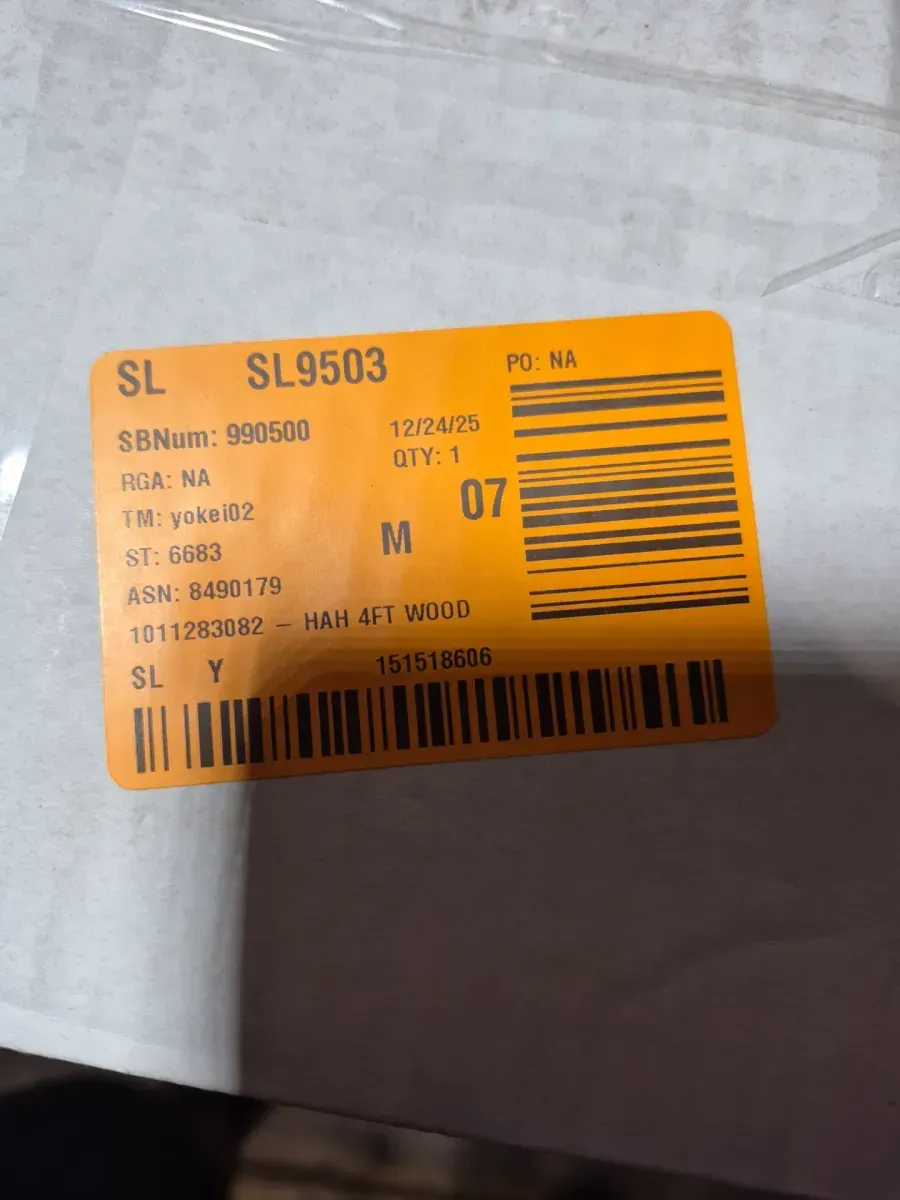 SL SL9503 PO: NA
SBNum: 990500 12/24/25
RGA: NA QTY: 1
TM: yokei02 M 07
ST: 6683
ASN: 8490179
1011283082 – HAH 4FT WOOD
SL Y 151518606